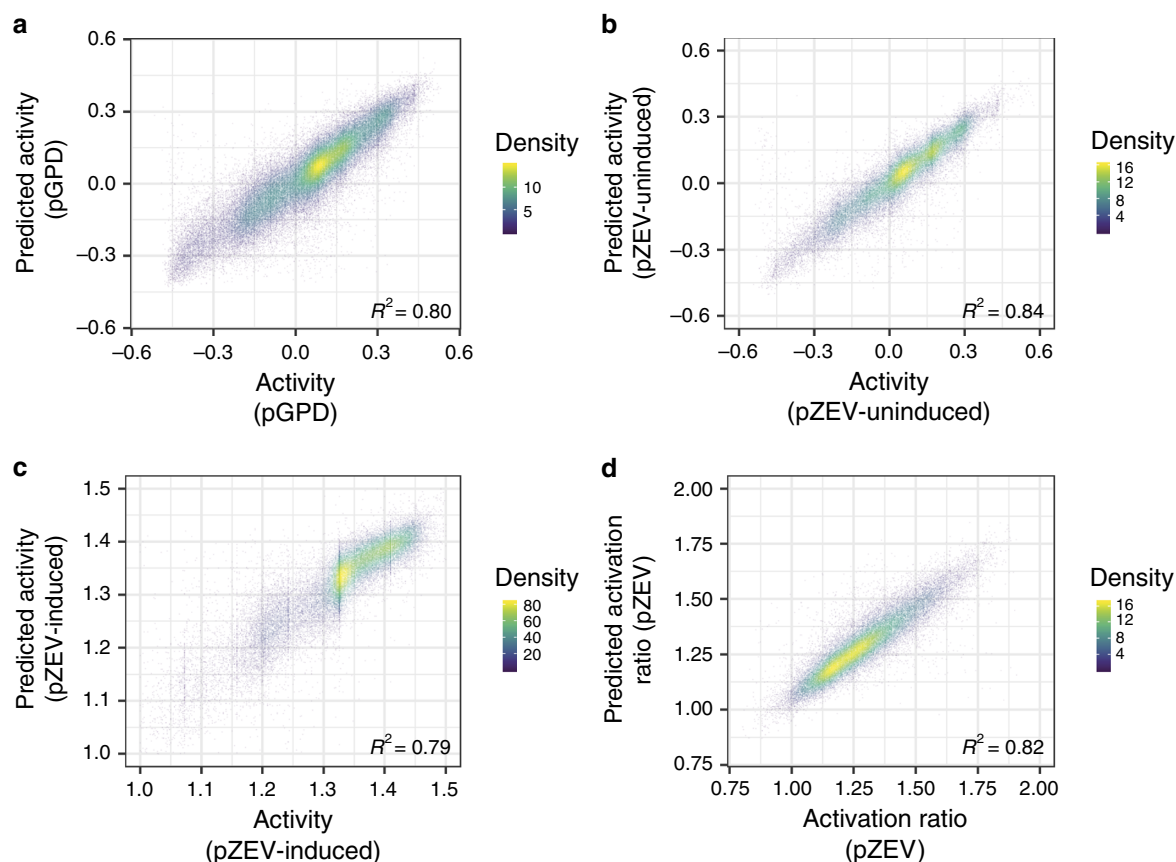 a
0.6
0.3
0.0
−0.3
−0.6
Predicted activity
(pGPD)
R² = 0.80
−0.6 −0.3 0.0 0.3 0.6
Activity
(pGPD)
Density
10
5
b
0.6
0.3
0.0
−0.3
−0.6
Predicted activity
(pZEV-uninduced)
R² = 0.84
−0.6 −0.3 0.0 0.3 0.6
Activity
(pZEV-uninduced)
Density
16
12
8
4
c
1.5
1.4
1.3
1.2
1.1
1.0
Predicted activity
(pZEV-induced)
R² = 0.79
1.0 1.1 1.2 1.3 1.4 1.5
Activity
(pZEV-induced)
Density
80
60
40
20
d
2.00
1.75
1.50
1.25
1.00
0.75
Predicted activation
ratio (pZEV)
R² = 0.82
0.75 1.00 1.25 1.50 1.75 2.00
Activation ratio
(pZEV)
Density
16
12
8
4